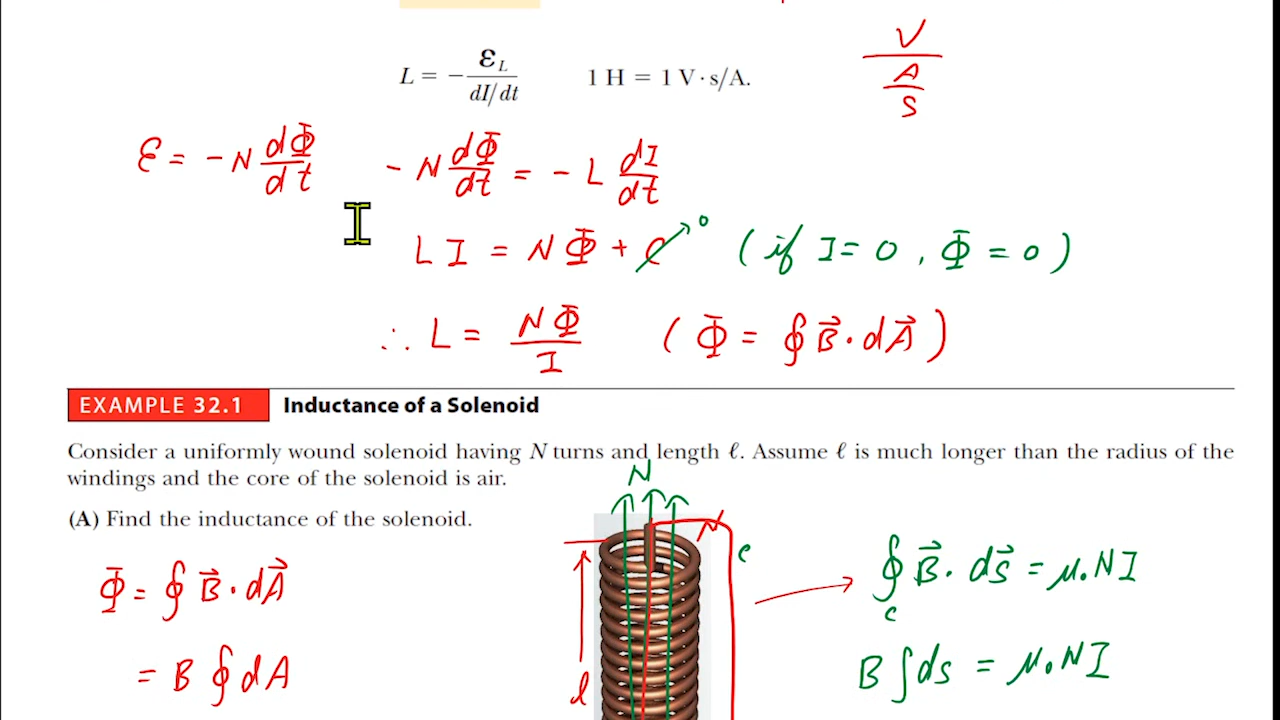 V
A
S
L = − ε_L / dI/dt    1 H = 1 V·s/A.
ε = −N dΦ/dt    −N dΦ/dt = −L dI/dt
L I = NΦ + C → 0 (if I = 0, Φ = 0)
∴ L = NΦ/I (Φ = ∮B⃗·dA⃗)
EXAMPLE 32.1 Inductance of a Solenoid
Consider a uniformly wound solenoid having N turns and length ℓ. Assume ℓ is much longer than the radius of the
windings and the core of the solenoid is air.
N
(A) Find the inductance of the solenoid.
N
c
Φ = ∮B⃗·dA⃗
∮_c B⃗·ds⃗ = μ₀NI
= B∮dA
ℓ
B∫ds = μ₀NI